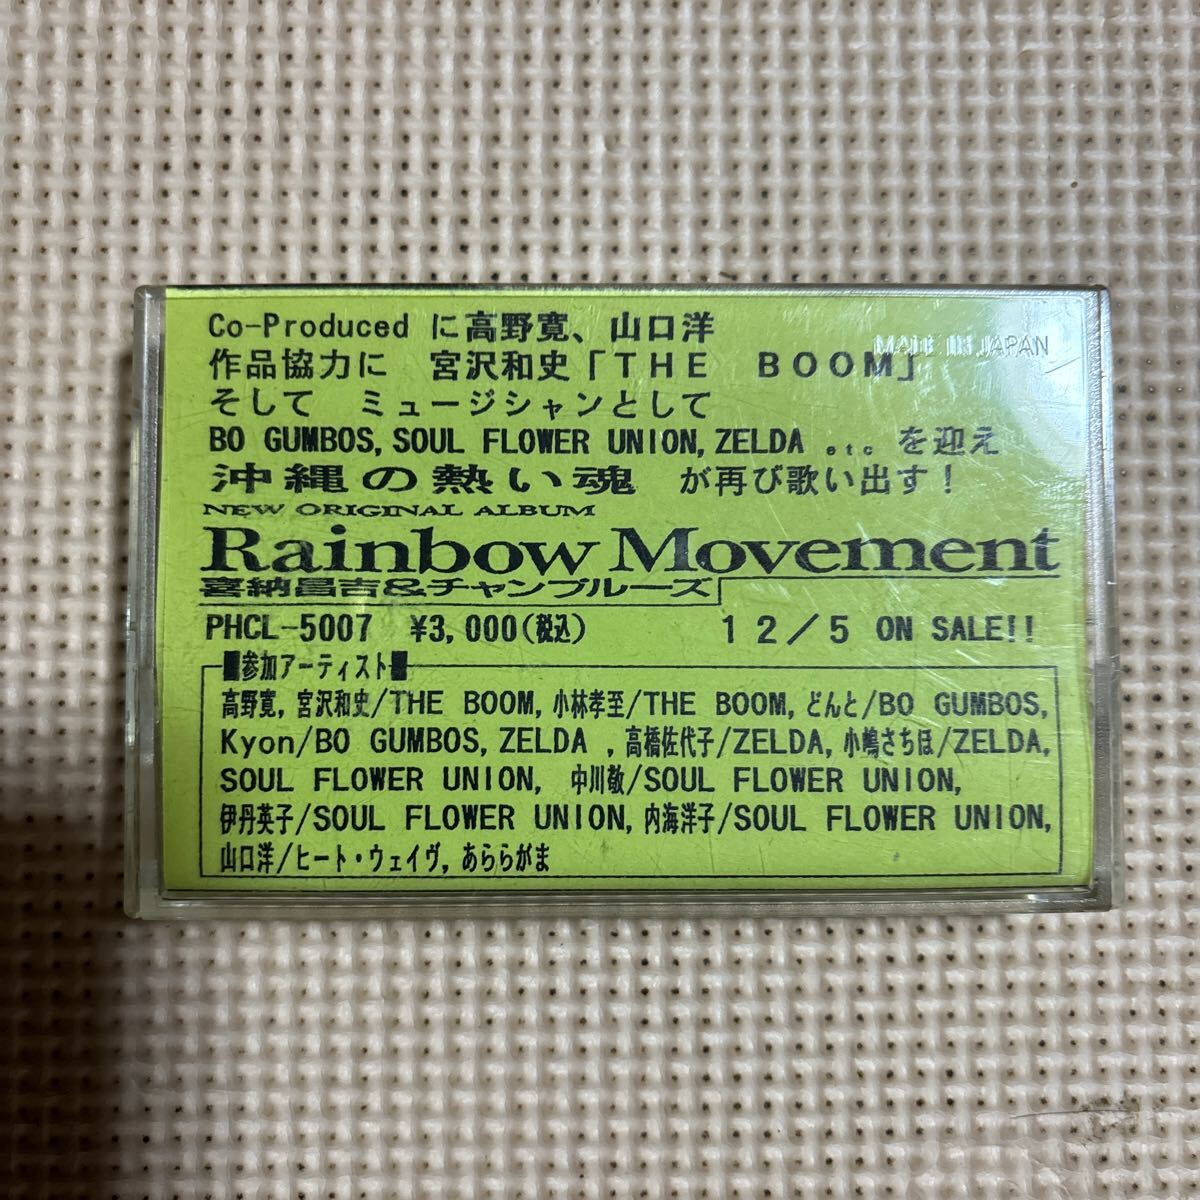 Co-Produced に高野寛、山口洋
MADE IN JAPAN
作品協力に 宮沢和史「THE BOOM」
そして ミュージシャンとして
BO GUMBOS, SOUL FLOWER UNION, ZELDA etc を迎え
沖縄の熱い魂 が再び歌い出す！
NEW ORIGINAL ALBUM
Rainbow Movement
喜納昌吉&チャンプルーズ
PHCL-5007 ¥3,000(税込) 12/5 ON SALE!!
■参加アーティスト■
高野寛, 宮沢和史/THE BOOM, 小林孝至/THE BOOM, どんと/BO GUMBOS,
Kyon/BO GUMBOS, ZELDA , 高橋佐代子/ZELDA, 小嶋さちほ/ZELDA,
SOUL FLOWER UNION, 中川敬/SOUL FLOWER UNION,
伊丹英子/SOUL FLOWER UNION, 内海洋子/SOUL FLOWER UNION,
山口洋/ヒート・ウェイヴ, あららがま